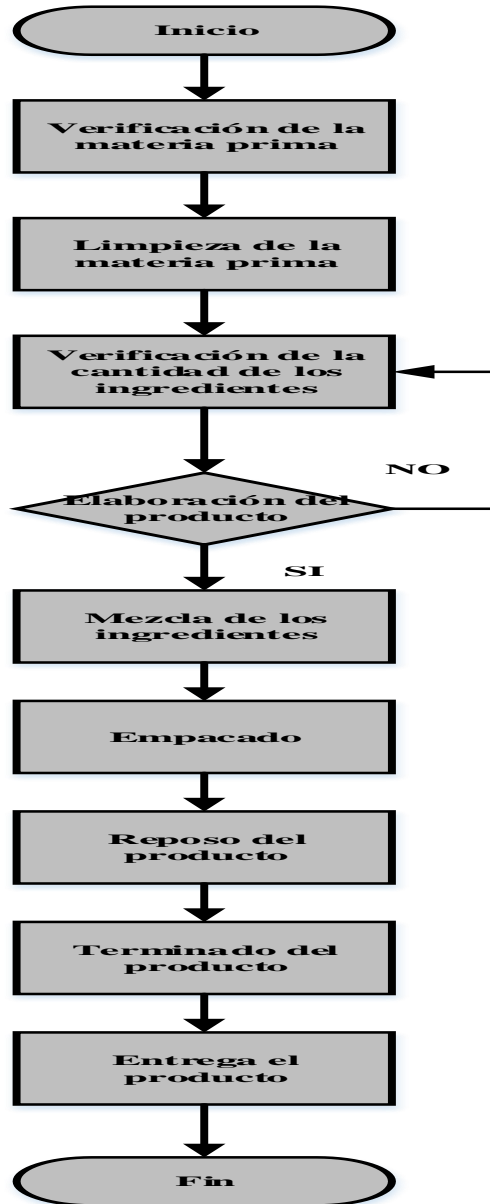 Inicio
Verificación de la
materia prima
Limpieza de la
materia prima
Verificación de la
cantidad de los
ingredientes
NO
Elaboración del
producto
SI
Mezcla de los
ingredientes
Empacado
Reposo del
producto
Terminado del
producto
Entrega el
producto
Fin